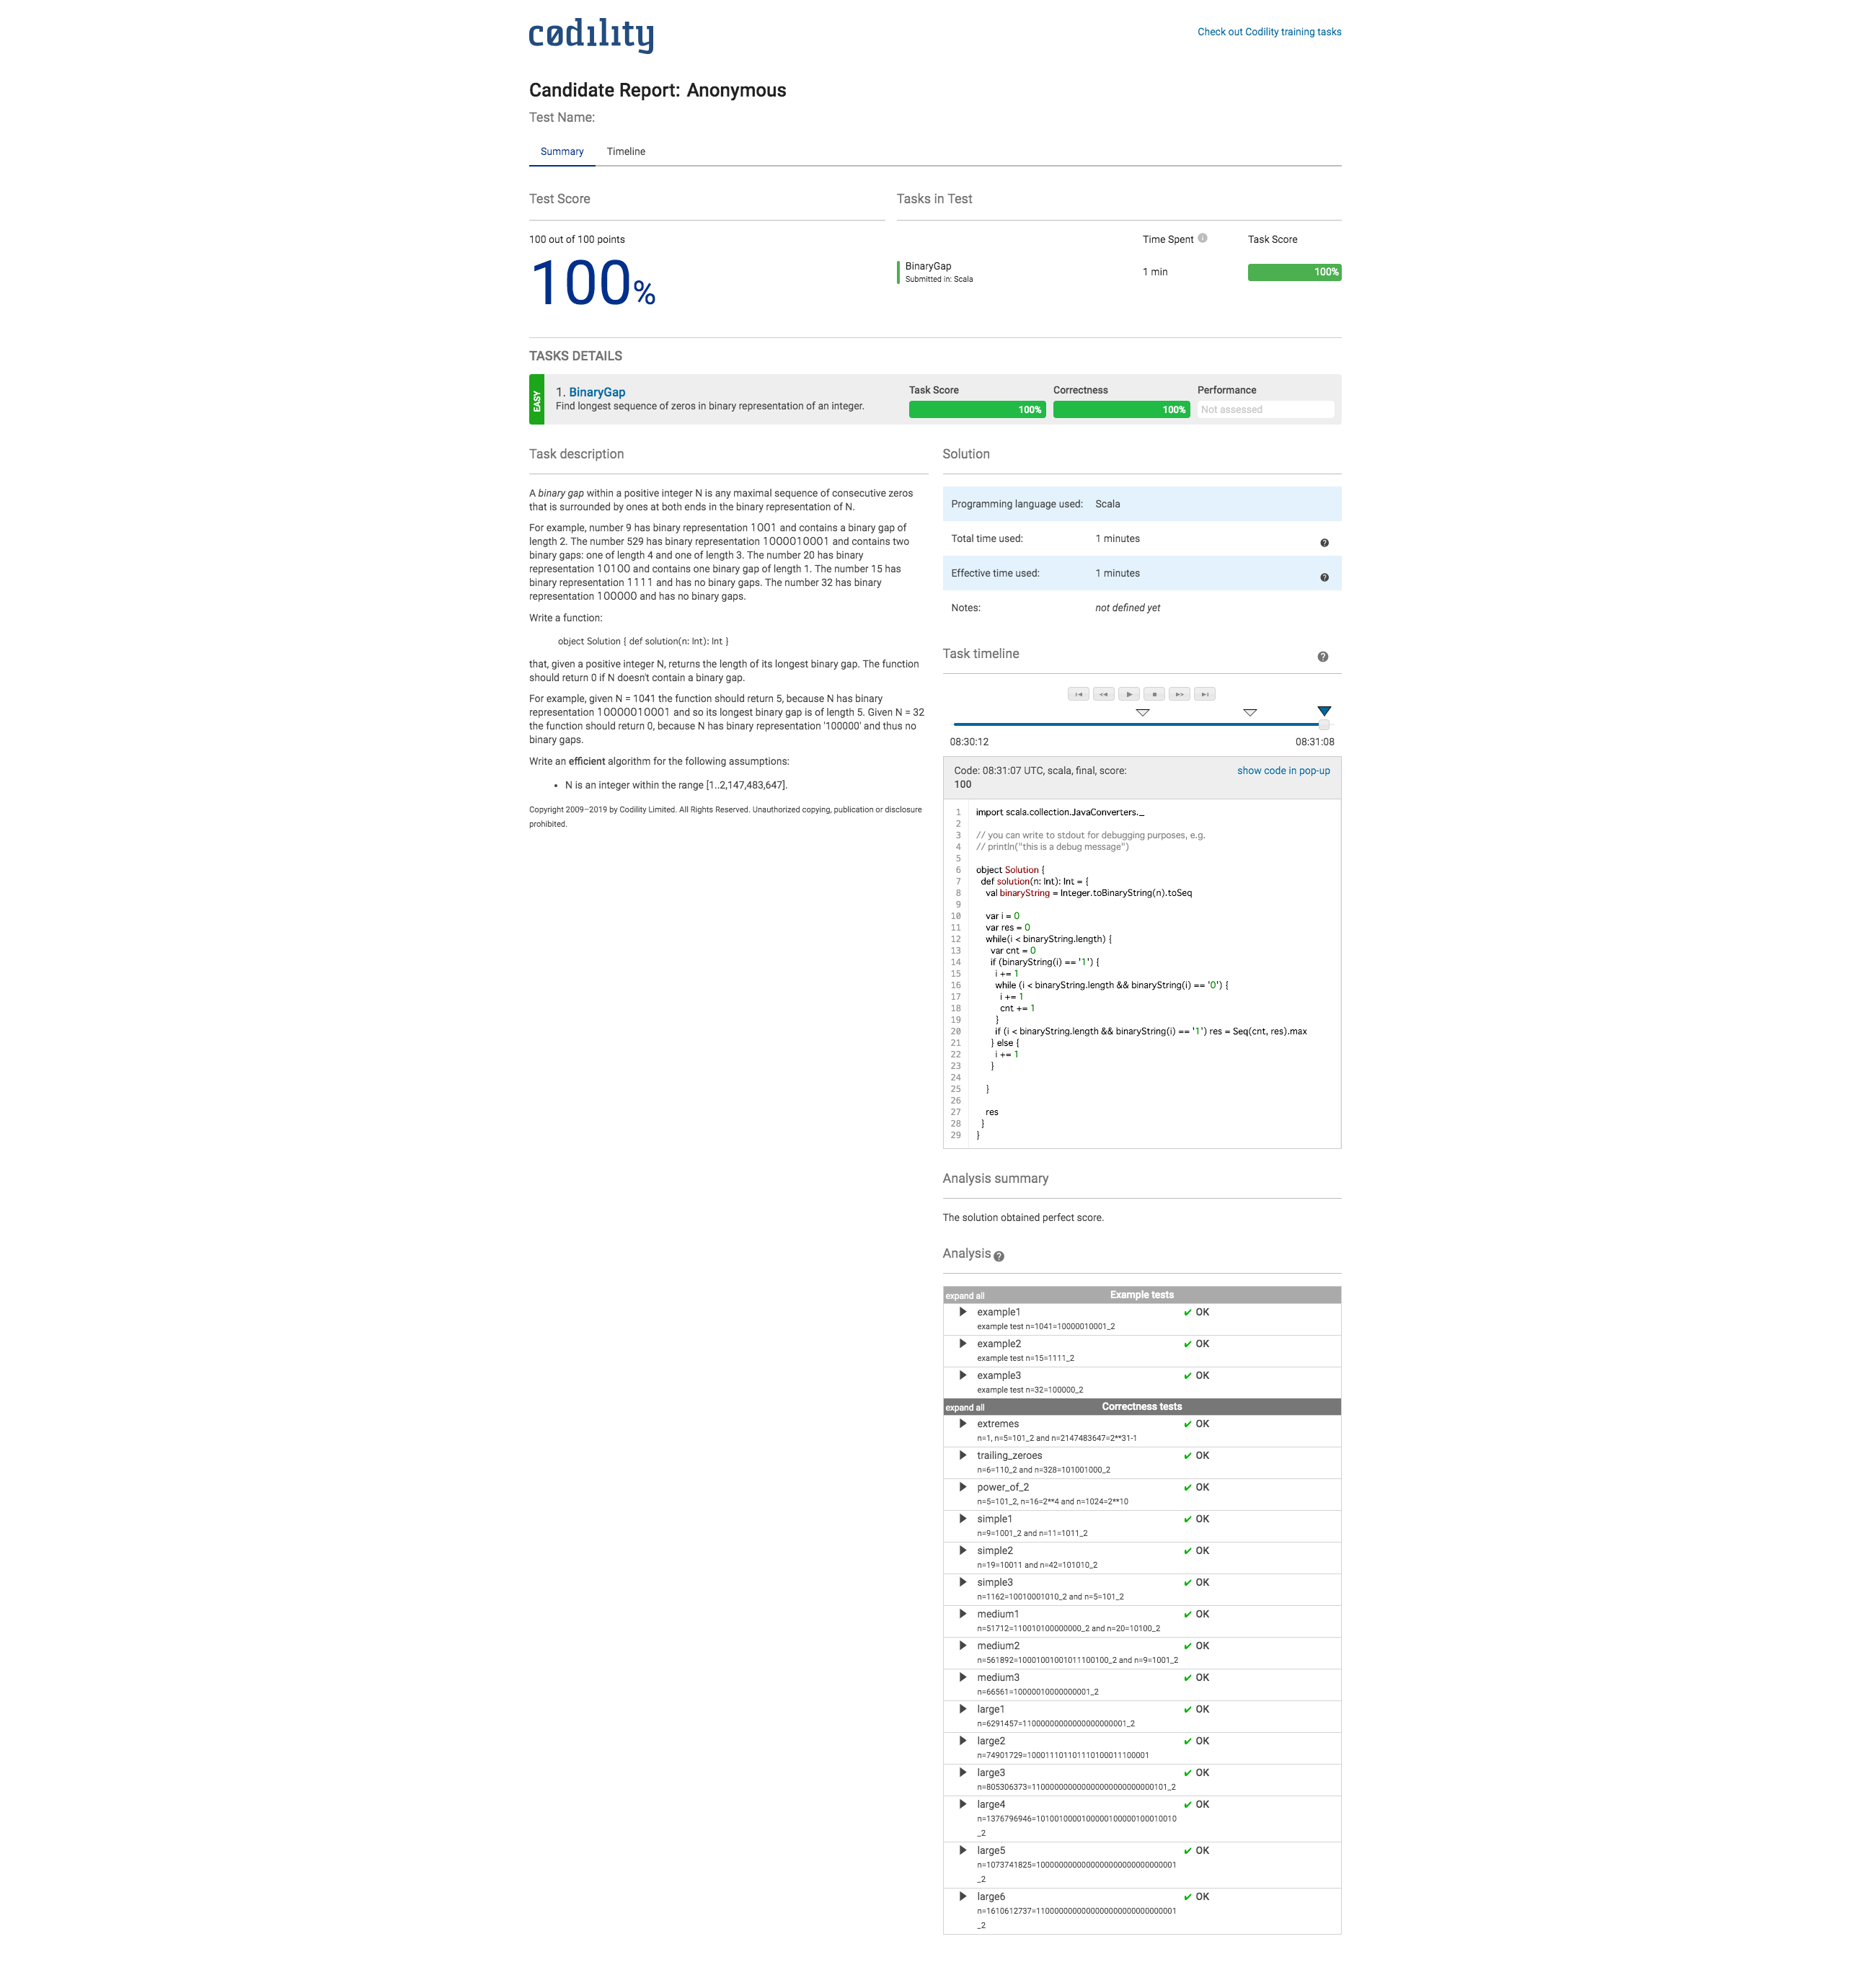 codility
Check out Codility training tasks
Candidate Report: Anonymous
Test Name:
Summary Timeline
Test Score
100 out of 100 points
100%
Tasks in Test
Time Spent Task Score
BinaryGap
Submitted in: Scala
1 min
100%
TASKS DETAILS
EASY
1. BinaryGap
Find longest sequence of zeros in binary representation of an integer.
Task Score
100%
Correctness
100%
Performance
Not assessed
Task description
A binary gap within a positive integer N is any maximal sequence of consecutive zeros
that is surrounded by ones at both ends in the binary representation of N.
For example, number 9 has binary representation 1001 and contains a binary gap of
length 2. The number 529 has binary representation 1000010001 and contains two
binary gaps: one of length 4 and one of length 3. The number 20 has binary
representation 10100 and contains one binary gap of length 1. The number 15 has
binary representation 1111 and has no binary gaps. The number 32 has binary
representation 100000 and has no binary gaps.
Write a function:
object Solution { def solution(n: Int): Int }
that, given a positive integer N, returns the length of its longest binary gap. The function
should return 0 if N doesn't contain a binary gap.
For example, given N = 1041 the function should return 5, because N has binary
representation 10000010001 and so its longest binary gap is of length 5. Given N = 32
the function should return 0, because N has binary representation '100000' and thus no
binary gaps.
Write an efficient algorithm for the following assumptions:
• N is an integer within the range [1..2,147,483,647].
Copyright 2009–2019 by Codility Limited. All Rights Reserved. Unauthorized copying, publication or disclosure
prohibited.
Solution
Programming language used: Scala
Total time used: 1 minutes
Effective time used: 1 minutes
Notes: not defined yet
Task timeline
08:30:12 08:31:08
Code: 08:31:07 UTC, scala, final, score:
100
show code in pop-up
1 import scala.collection.JavaConverters._
2
3 // you can write to stdout for debugging purposes, e.g.
4 // println("this is a debug message")
5
6 object Solution {
7 def solution(n: Int): Int = {
8 val binaryString = Integer.toBinaryString(n).toSeq
9
10 var i = 0
11 var res = 0
12 while(i < binaryString.length) {
13 var cnt = 0
14 if (binaryString(i) == '1') {
15 i += 1
16 while (i < binaryString.length && binaryString(i) == '0') {
17 i += 1
18 cnt += 1
19 }
20 if (i < binaryString.length && binaryString(i) == '1') res = Seq(cnt, res).max
21 } else {
22 i += 1
23 }
24
25 }
26
27 res
28 }
29 }
Analysis summary
The solution obtained perfect score.
Analysis
expand all Example tests
example1 ✔ OK
example test n=1041=10000010001_2
example2 ✔ OK
example test n=15=1111_2
example3 ✔ OK
example test n=32=100000_2
expand all Correctness tests
extremes ✔ OK
n=1, n=5=101_2 and n=2147483647=2**31-1
trailing_zeroes ✔ OK
n=6=110_2 and n=328=101001000_2
power_of_2 ✔ OK
n=5=101_2, n=16=2**4 and n=1024=2**10
simple1 ✔ OK
n=9=1001_2 and n=11=1011_2
simple2 ✔ OK
n=19=10011 and n=42=101010_2
simple3 ✔ OK
n=1162=10010001010_2 and n=5=101_2
medium1 ✔ OK
n=51712=110010100000000_2 and n=20=10100_2
medium2 ✔ OK
n=561892=10001001001011100100_2 and n=9=1001_2
medium3 ✔ OK
n=66561=10000010000000001_2
large1 ✔ OK
n=6291457=11000000000000000000001_2
large2 ✔ OK
n=74901729=100011101101110100011100001
large3 ✔ OK
n=805306373=110000000000000000000000000101_2
large4 ✔ OK
n=1376796946=1010010000100000100000100010010
_2
large5 ✔ OK
n=1073741825=1000000000000000000000000000001
_2
large6 ✔ OK
n=1610612737=1100000000000000000000000000001
_2